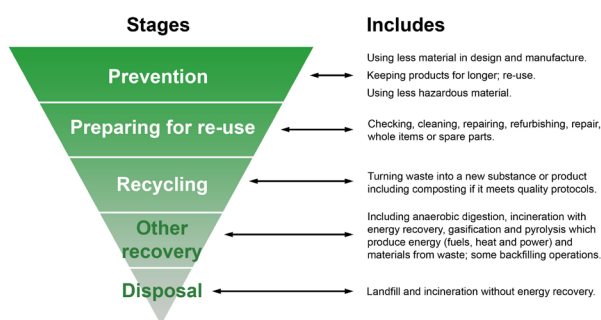 Stages
Includes
Prevention
Using less material in design and manufacture.
Keeping products for longer; re-use.
Using less hazardous material.
Preparing for re-use
Checking, cleaning, repairing, refurbishing, repair,
whole items or spare parts.
Recycling
Turning waste into a new substance or product
including composting if it meets quality protocols.
Other
recovery
Including anaerobic digestion, incineration with
energy recovery, gasification and pyrolysis which
produce energy (fuels, heat and power) and
materials from waste; some backfilling operations.
Disposal
Landfill and incineration without energy recovery.